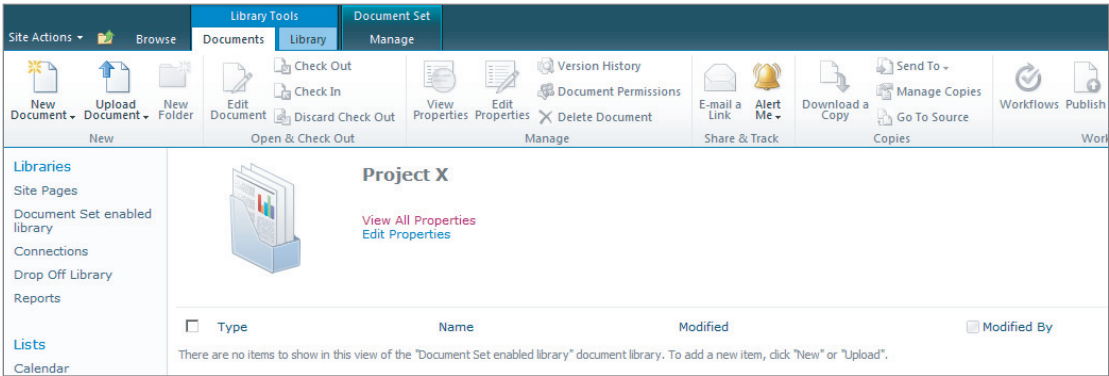 Library Tools Document Set
Site Actions Browse Documents Library Manage
New Document Upload Document New Folder
New
Edit Document Check Out
Check In
Discard Check Out
Open & Check Out
View Properties Edit Properties Version History
Document Permissions
Delete Document
Manage
E-mail a Link Alert Me
Share & Track
Download a Copy Send To
Manage Copies
Go To Source
Copies
Workflows Publish
Libraries
Site Pages
Document Set enabled
library
Connections
Drop Off Library
Reports
Lists
Calendar
Project X
View All Properties
Edit Properties
Type Name Modified Modified By
There are no items to show in this view of the "Document Set enabled library" document library. To add a new item, click "New" or "Upload".